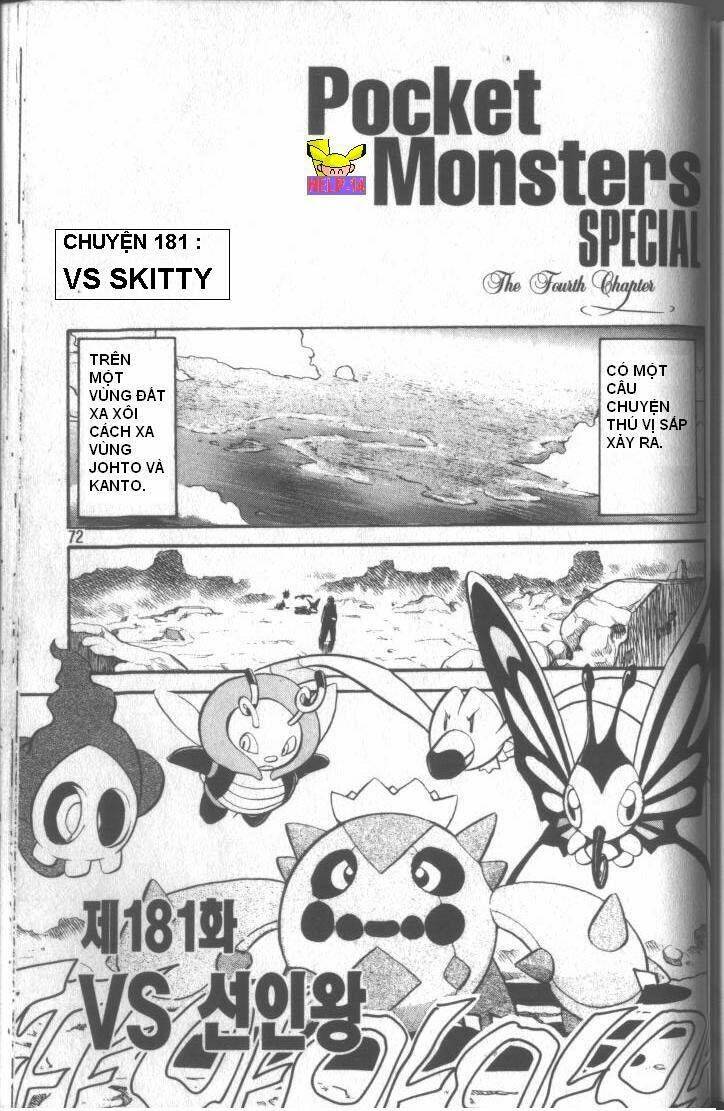 Pocket
Monsters
SPECIAL
The Fourth Chapter
CHUYỆN 181 :
VS SKITTY
CÓ MỘT
CÂU
CHUYỆN
THÚ VỊ SẮP
XẢY RA.
TRÊN
MỘT
VÙNG ĐẤT
XA XÔI
CÁCH XA
VÙNG
JOHTO VÀ
KANTO.
72
제181화
VS 선인왕